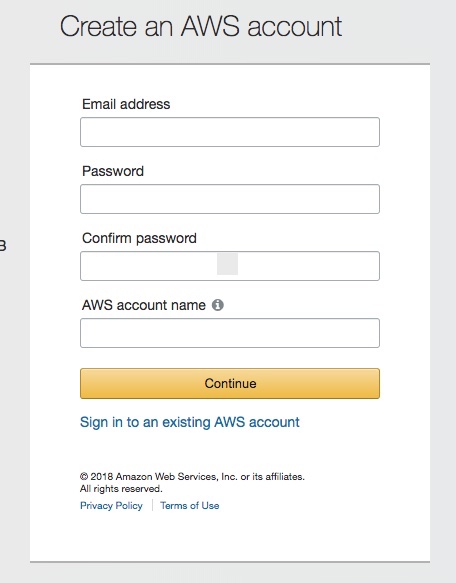 Create an AWS account
Email address
Password
Confirm password
AWS account name
Continue
Sign in to an existing AWS account
© 2018 Amazon Web Services, Inc. or its affiliates.
All rights reserved.
Privacy Policy | Terms of Use